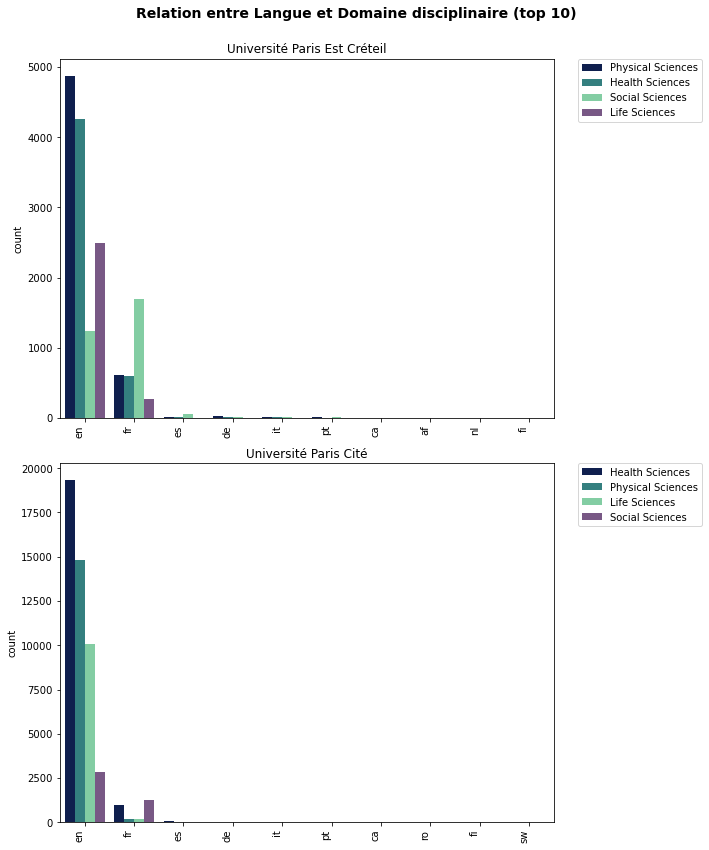 Relation entre Langue et Domaine disciplinaire (top 10)
Université Paris Est Créteil
Physical Sciences
Health Sciences
Social Sciences
Life Sciences
5000
4000
3000
2000
1000
0
count
en
fr
es
de
it
pt
ca
af
nl
fi
Université Paris Cité
Health Sciences
Physical Sciences
Life Sciences
Social Sciences
20000
17500
15000
12500
10000
7500
5000
2500
0
count
en
fr
es
de
it
pt
ca
ro
fi
sw